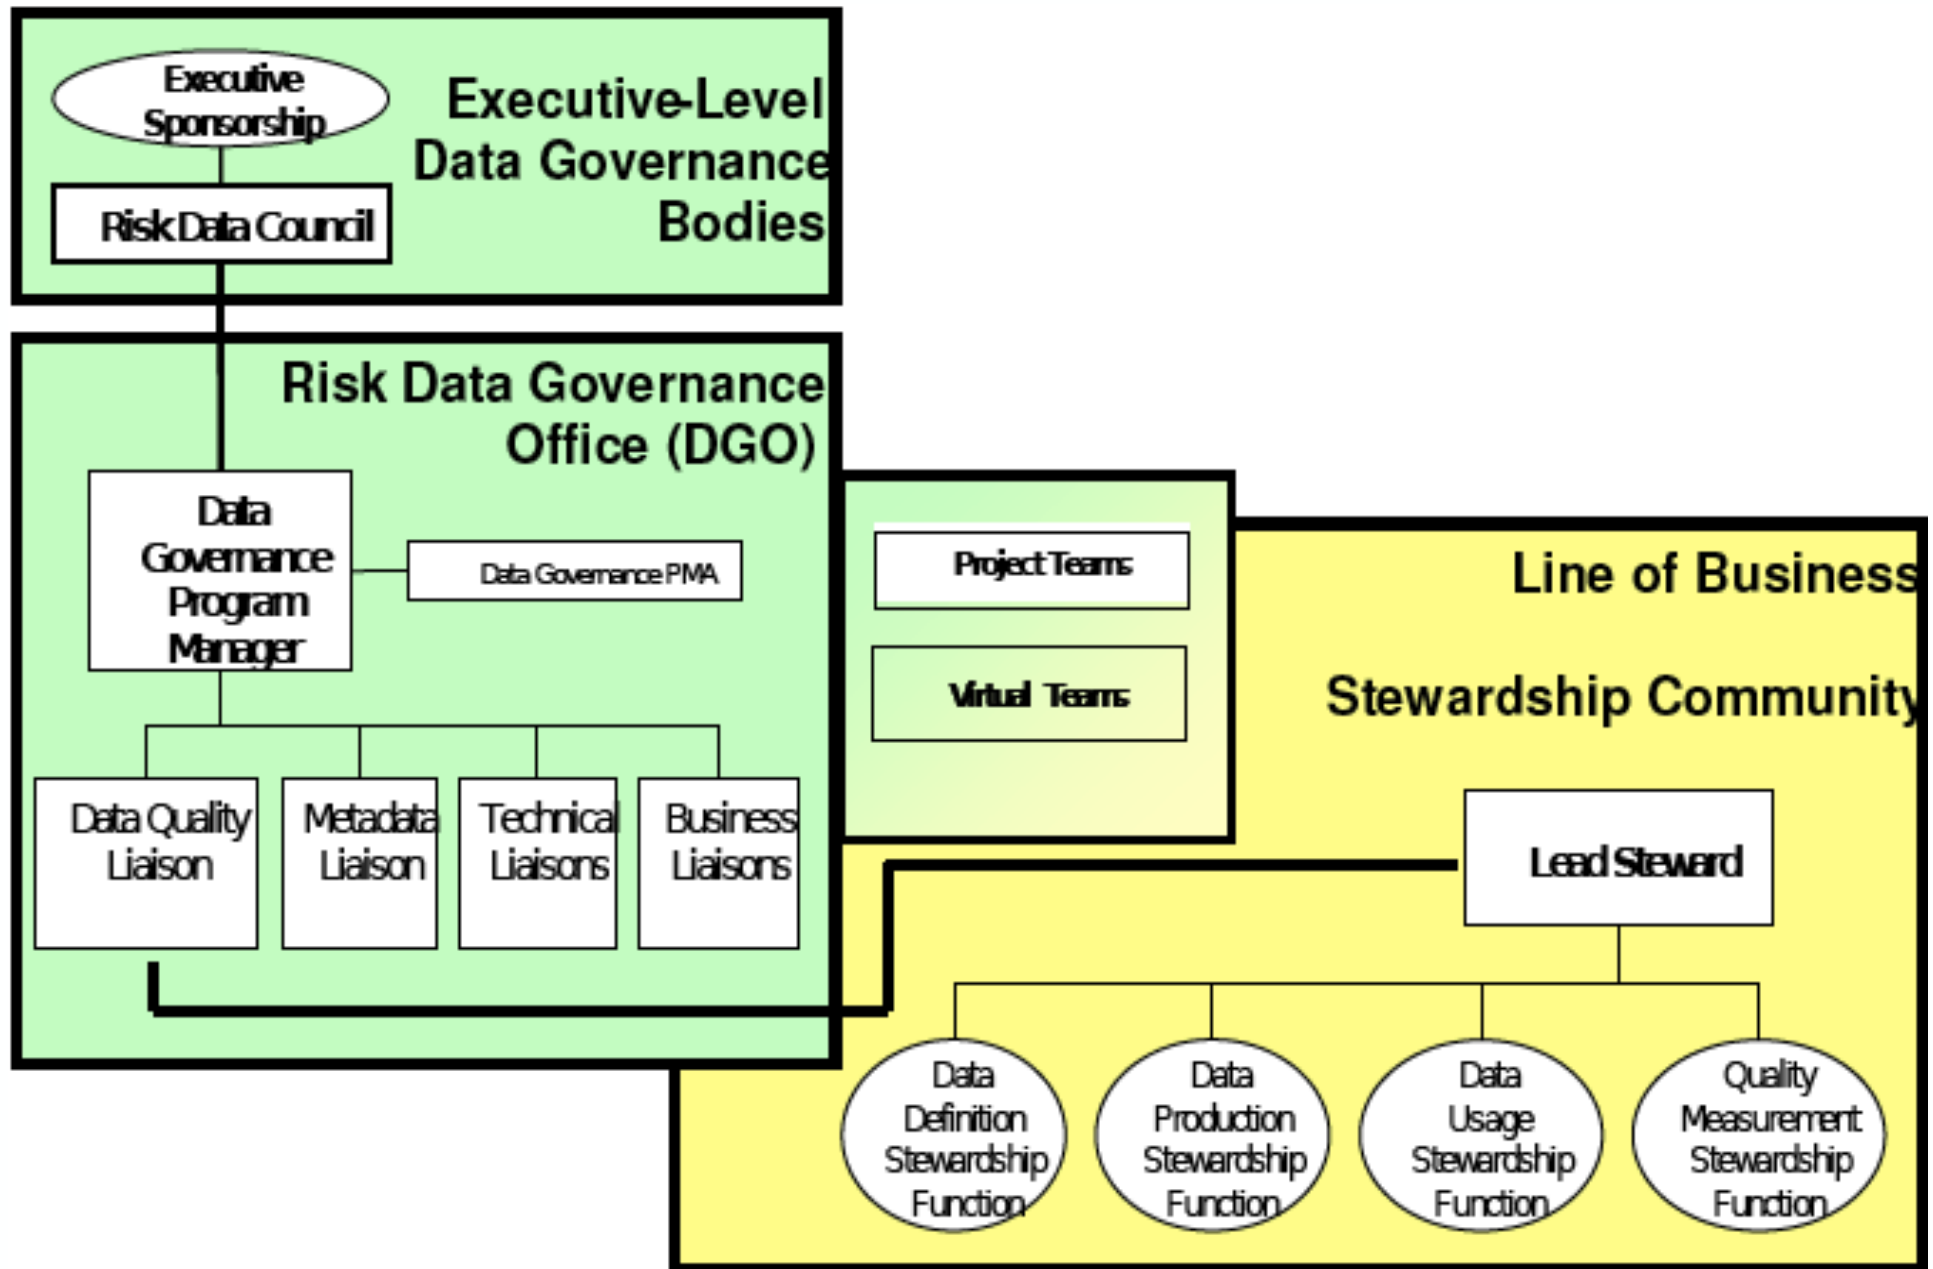 Executive
Sponsorship
Risk Data Council
Executive-Level
Data Governance
Bodies
Risk Data Governance
Office (DGO)
Data
Governance
Program
Manager
Data Governance PMA
Data Quality
Liaison
Metadata
Liaison
Technical
Liaisons
Business
Liaisons
Project Teams
Virtual Teams
Line of Business
Stewardship Community
Lead Steward
Data
Definition
Stewardship
Function
Data
Production
Stewardship
Function
Data
Usage
Stewardship
Function
Quality
Measurement
Stewardship
Function